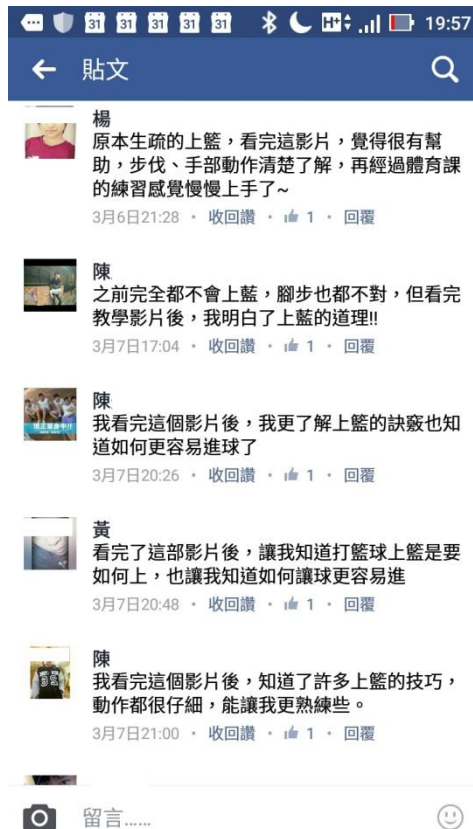 31 31 31 31 31 H+ 19:57
貼文
楊
原本生疏的上籃,看完這影片,覺得很有幫
助,步伐、手部動作清楚了解,再經過體育課
的練習感覺慢慢上手了~
3月6日21:28 · 收回讚 · 1 · 回覆
陳
之前完全都不會上藍,腳步也都不對,但看完
教學影片後,我明白了上藍的道理!!
3月7日17:04 · 收回讚 · 1 · 回覆
陳
我看完這個影片後,我更了解上籃的訣竅也知
道如何更容易進球了
3月7日20:26 · 收回讚 · 1 · 回覆
黃
看完了這部影片後,讓我知道打籃球上籃是要
如何上,也讓我知道如何讓球更容易進
3月7日20:48 · 收回讚 · 1 · 回覆
陳
我看完這個影片後,知道了許多上籃的技巧,
動作都很仔細,能讓我更熟練些。
3月7日21:00 · 收回讚 · 1 · 回覆
留言......